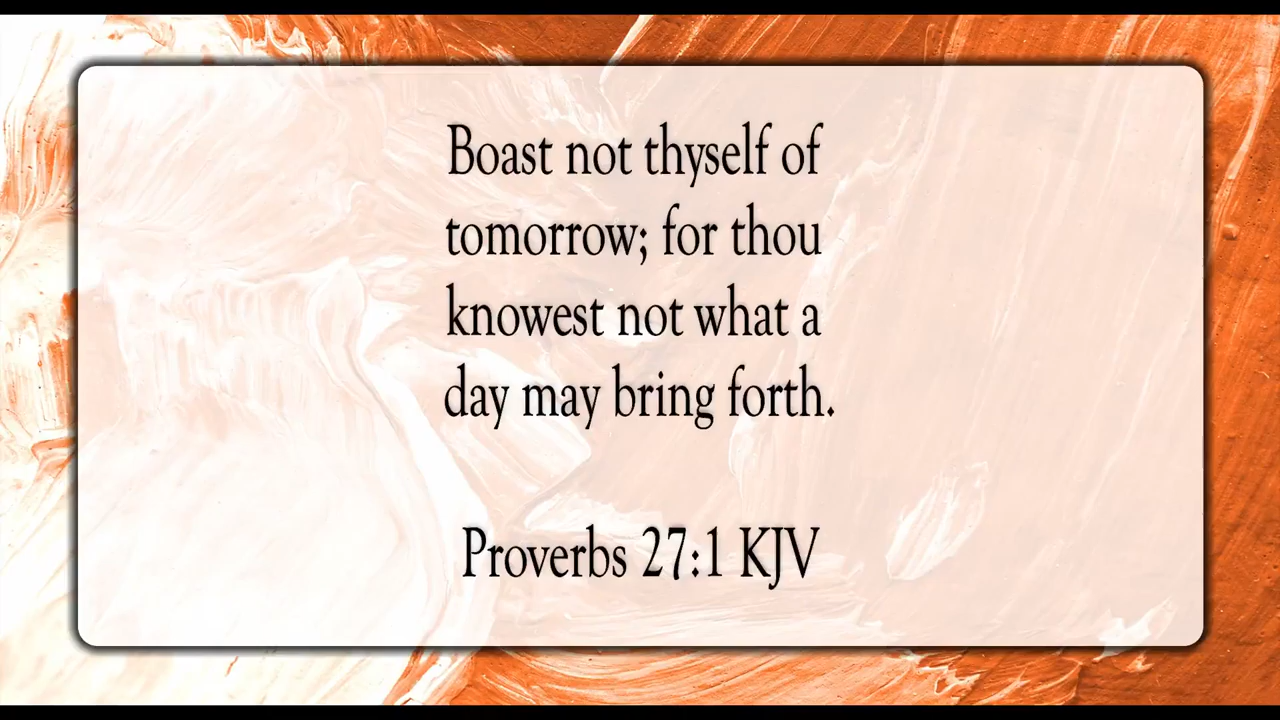 Boast not thyself of
tomorrow; for thou
knowest not what a
day may bring forth.
Proverbs 27:1 KJV